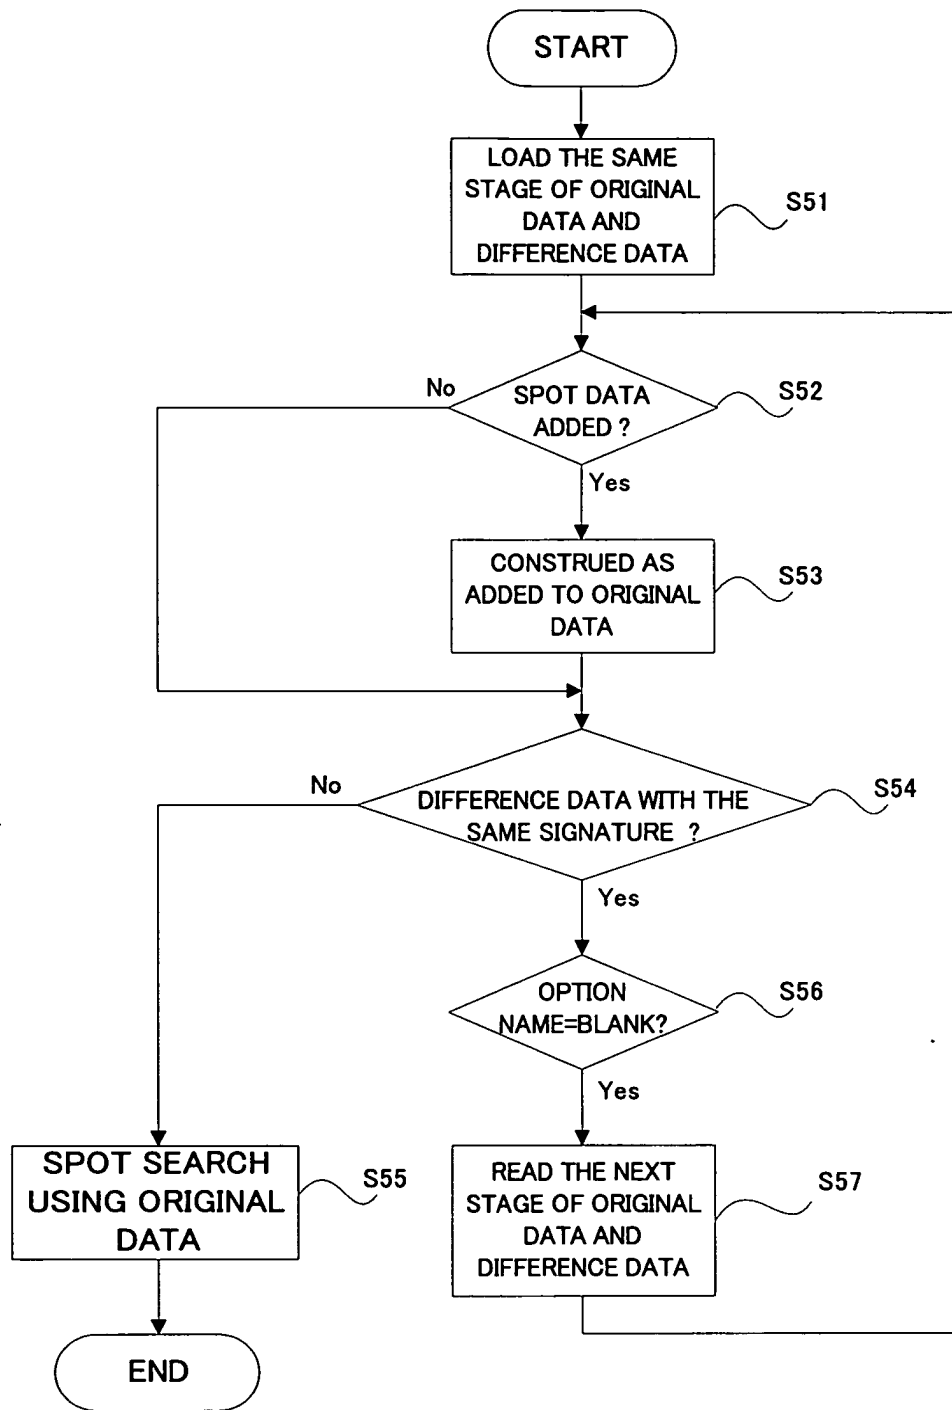 START
LOAD THE SAME
STAGE OF ORIGINAL
DATA AND
DIFFERENCE DATA
S51
No
SPOT DATA
ADDED ?
S52
Yes
CONSTRUED AS
ADDED TO ORIGINAL
DATA
S53
No
DIFFERENCE DATA WITH THE
SAME SIGNATURE ?
S54
Yes
OPTION
NAME=BLANK?
S56
Yes
SPOT SEARCH
USING ORIGINAL
DATA
S55
READ THE NEXT
STAGE OF ORIGINAL
DATA AND
DIFFERENCE DATA
S57
END